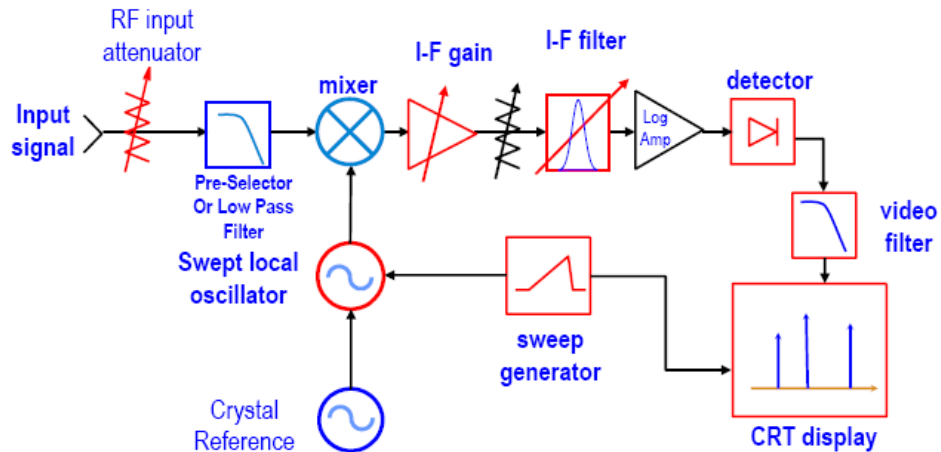 RF input
attenuator
Input
signal
Pre-Selector
Or Low Pass
Filter
mixer
I-F gain
I-F filter
Log
Amp
detector
video
filter
Swept local
oscillator
sweep
generator
Crystal
Reference
CRT display